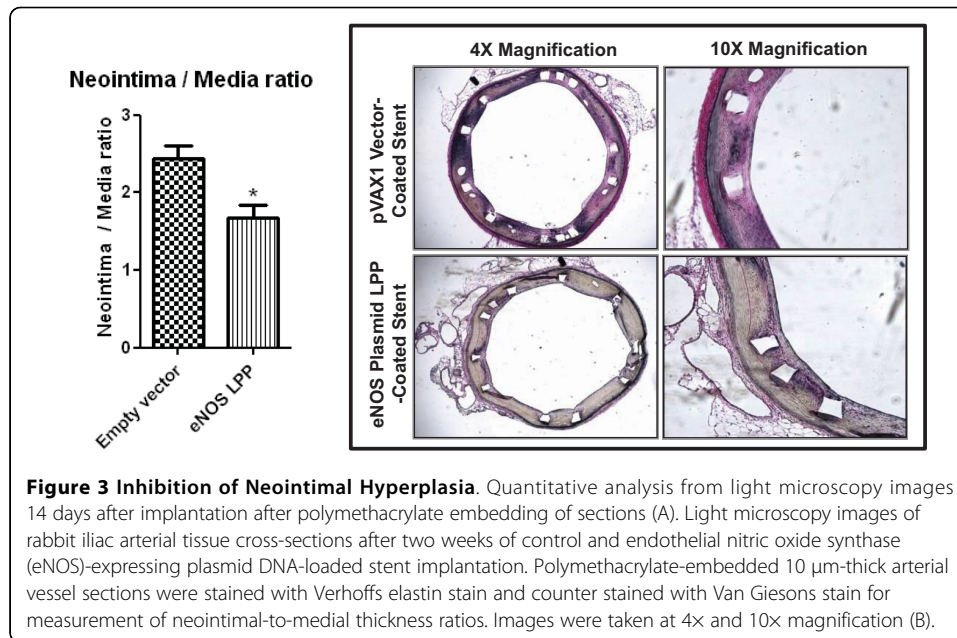 Neointima / Media ratio
Neointima / Media ratio
3
2
1
0
*
Empty vector
eNOS LPP
4X Magnification
10X Magnification
pVAX1 Vector-
Coated Stent
eNOS Plasmid LPP
-Coated Stent
Figure 3 Inhibition of Neointimal Hyperplasia. Quantitative analysis from light microscopy images
14 days after implantation after polymethacrylate embedding of sections (A). Light microscopy images of
rabbit iliac arterial tissue cross-sections after two weeks of control and endothelial nitric oxide synthase
(eNOS)-expressing plasmid DNA-loaded stent implantation. Polymethacrylate-embedded 10 μm-thick arterial
vessel sections were stained with Verhoffs elastin stain and counter stained with Van Giesons stain for
measurement of neointimal-to-medial thickness ratios. Images were taken at 4× and 10× magnification (B).